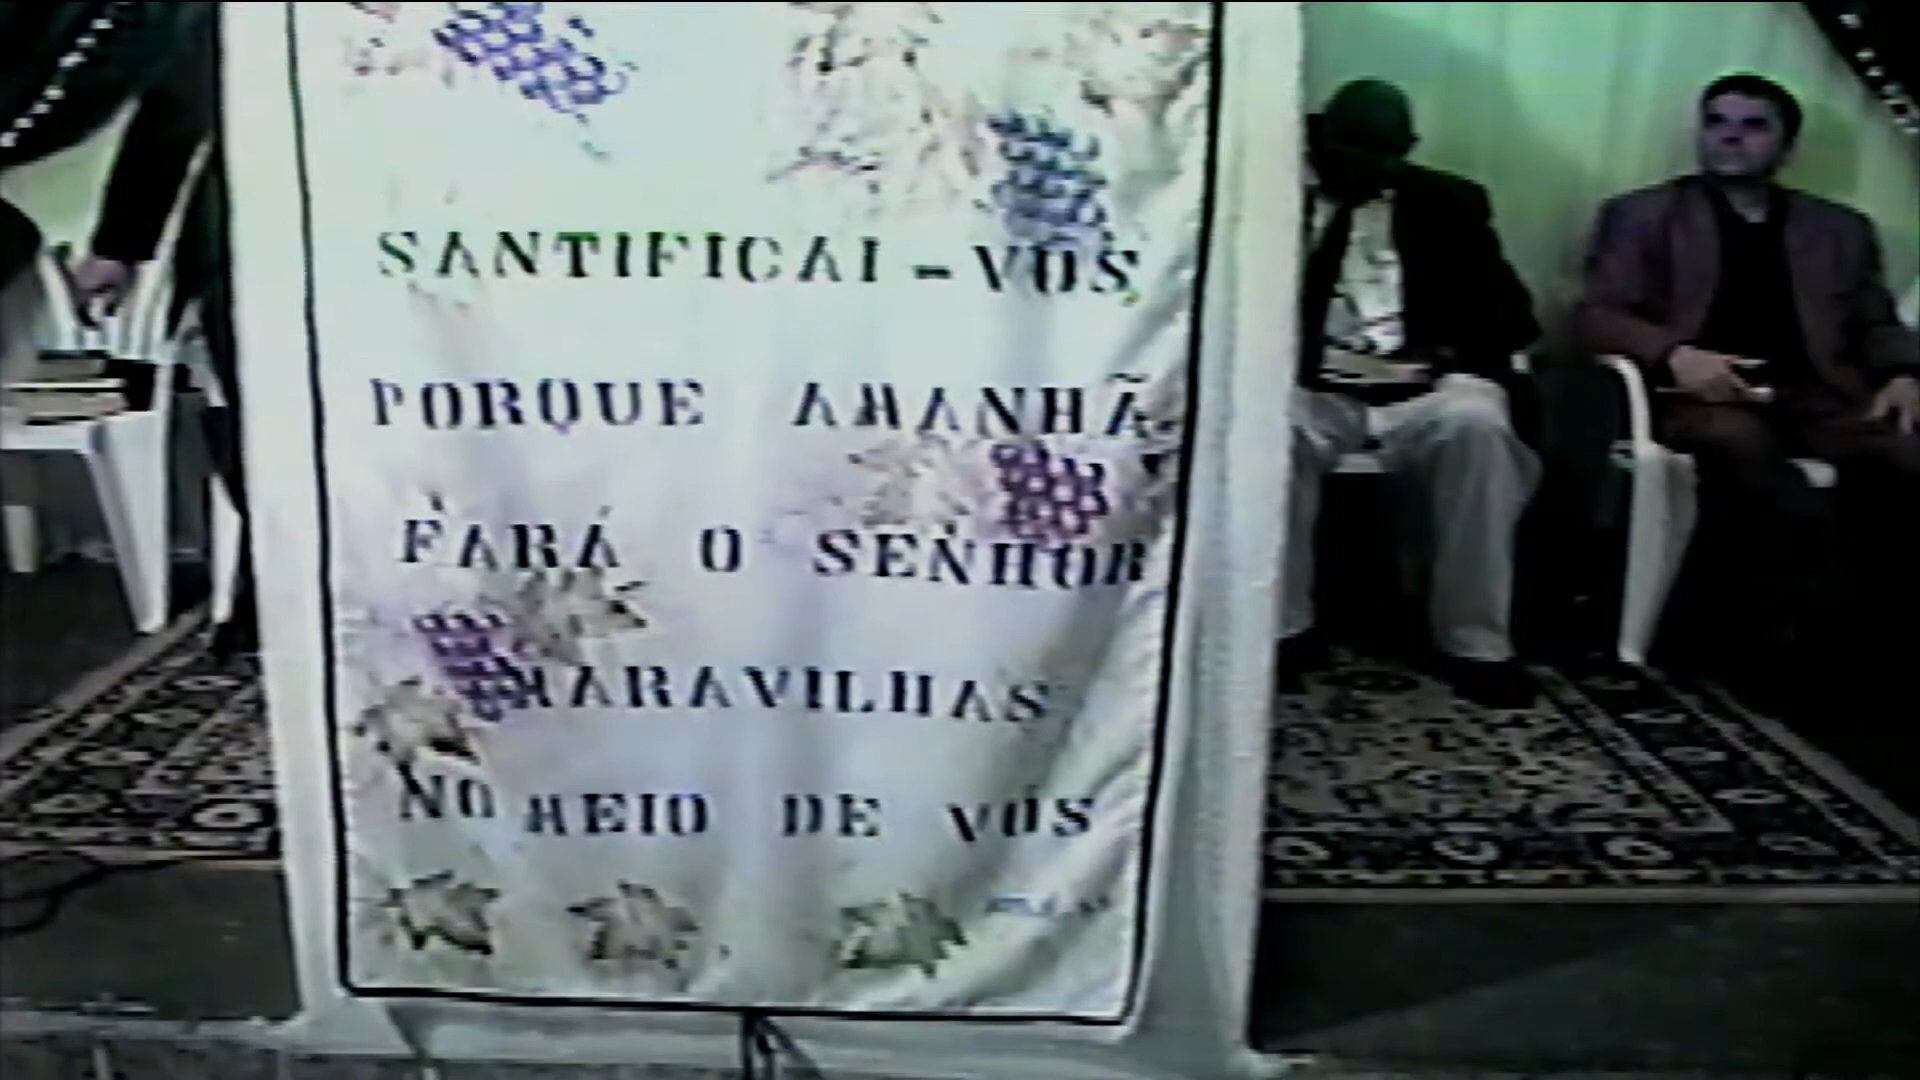 SANTIFICAI-VOS,
PORQUE AMANHÃ
FARÁ O SENHOR
MARAVILHAS
NO MEIO DE VÓS